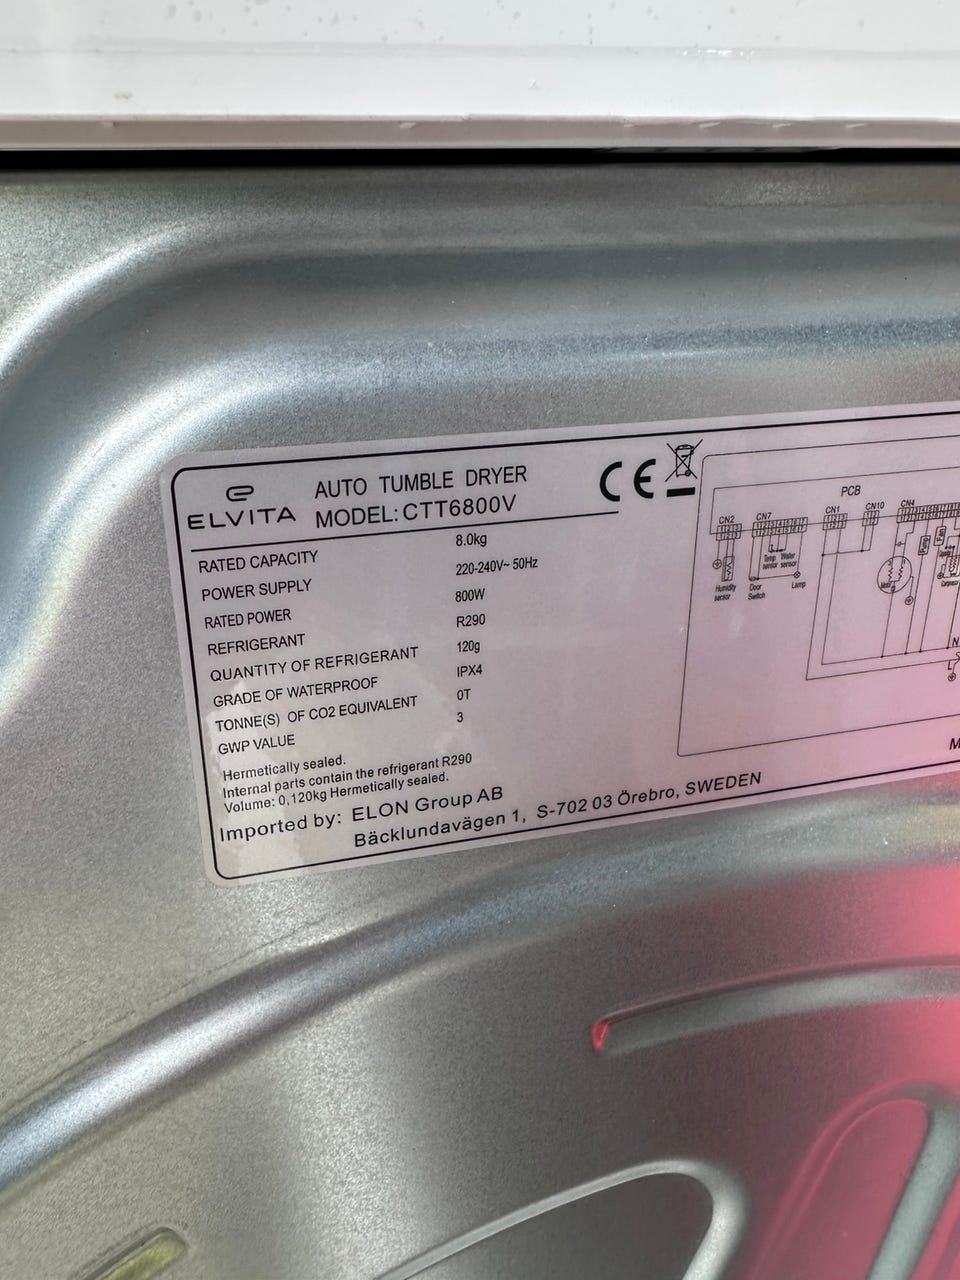 ELVITA
AUTO TUMBLE DRYER
MODEL: CTT6800V
RATED CAPACITY 8.0kg
POWER SUPPLY 220-240V~ 50Hz
RATED POWER 800W
REFRIGERANT R290
QUANTITY OF REFRIGERANT 120g
GRADE OF WATERPROOF IPX4
TONNE(S) OF CO2 EQUIVALENT 0T
GWP VALUE 3
Hermetically sealed.
Internal parts contain the refrigerant R290
Volume: 0,120kg Hermetically sealed.
Imported by: ELON Group AB
Bäcklundavägen 1, S-702 03 Örebro, SWEDEN
CE
PCB
CN2 CN7 CN1 CN10 CN4
Humidity sensor
Door Switch
Temp sensor
Water sensor
Lamp